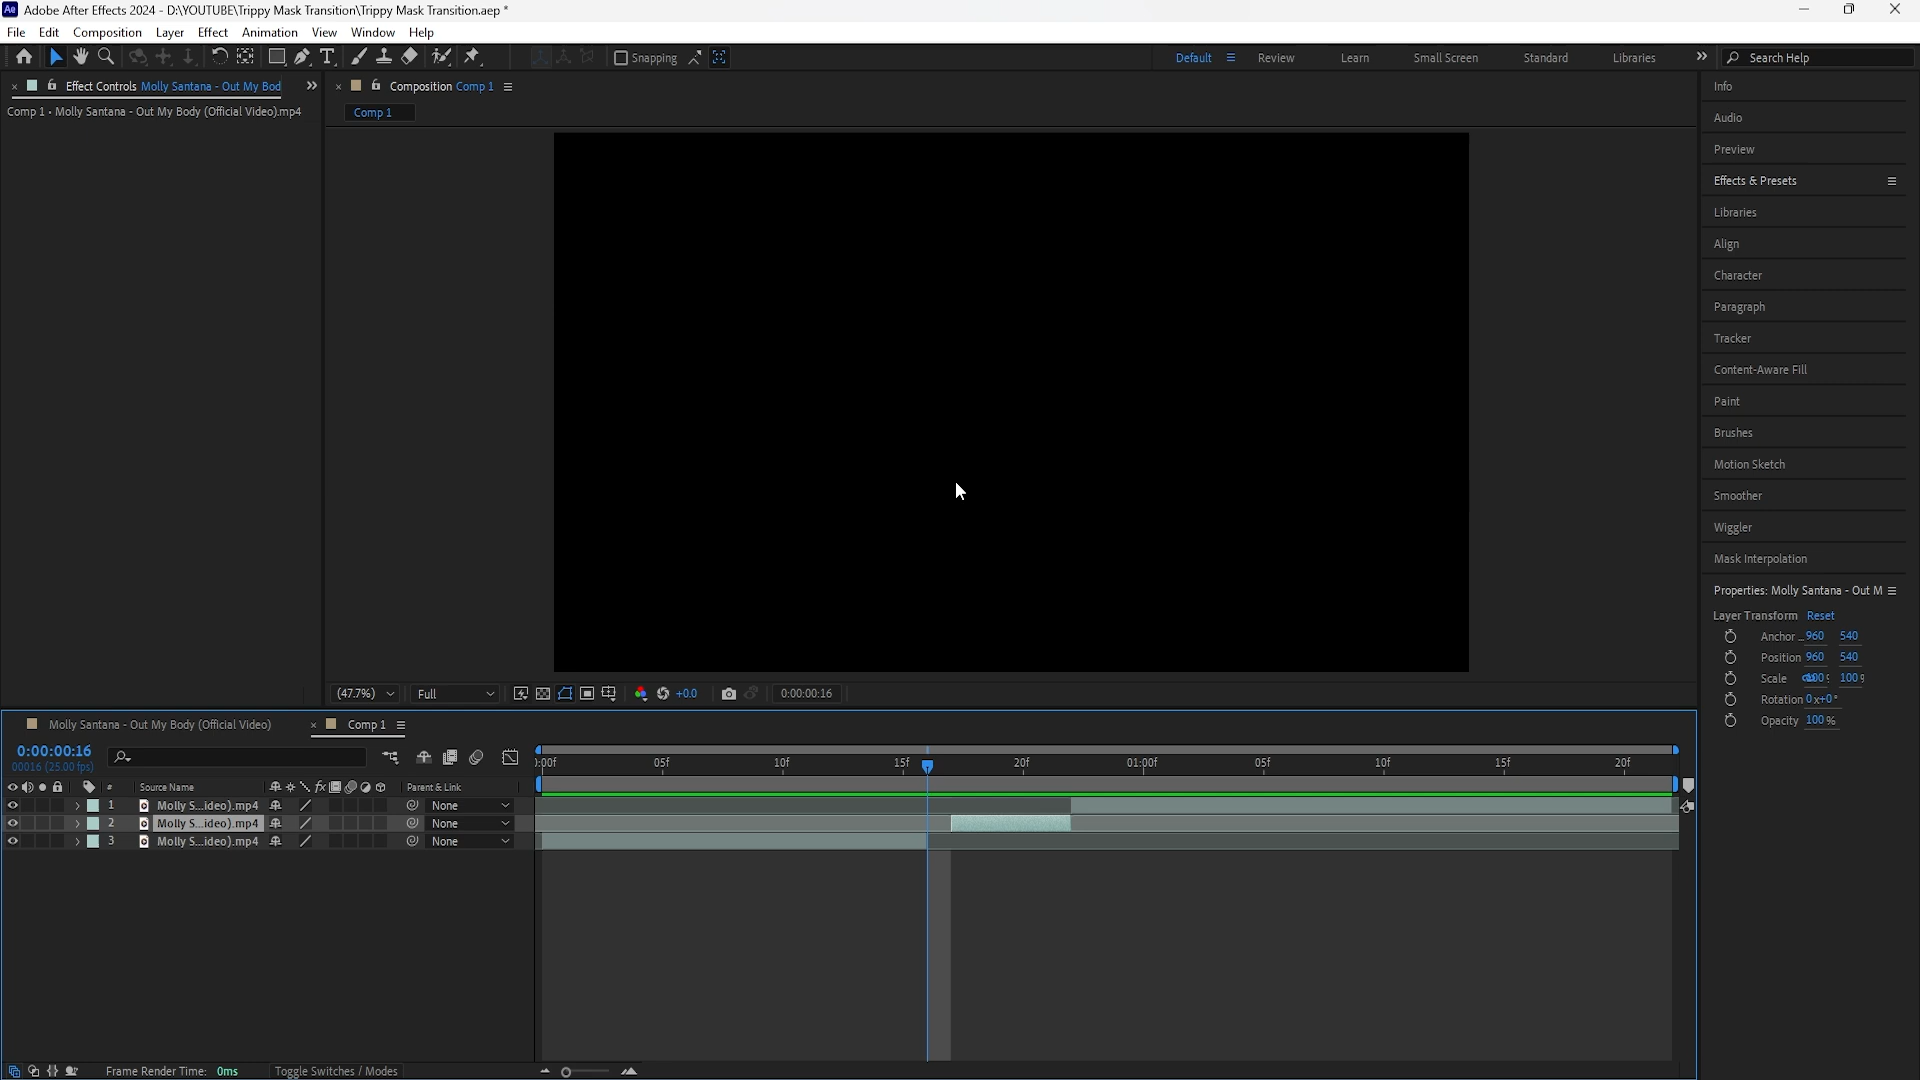 Adobe After Effects 2024 - D:\YOUTUBE\Trippy Mask Transition\Trippy Mask Transition.aep *
File Edit Composition Layer Effect Animation View Window Help
Snapping Default Review Learn Small Screen Standard Libraries Search Help
Effect Controls Molly Santana - Out My Bod
Composition Comp 1
Comp 1 • Molly Santana - Out My Body (Official Video).mp4
Comp 1
Info
Audio
Preview
Effects & Presets
Libraries
Align
Character
Paragraph
Tracker
Content-Aware Fill
Paint
Brushes
Motion Sketch
Smoother
Wiggler
Mask Interpolation
Properties: Molly Santana - Out M
Layer Transform Reset
Anchor 960 540
Position 960 540
Scale 100
Rotation 0x+0°
Opacity 100 %
(47.7%) Full +0.0 0:00:00:16
Molly Santana - Out My Body (Official Video) Comp 1
0:00:00:16
00016 (25.00 fps)
:00f 05f 10f 15f 20f 01:00f 05f 10f 15f 20f
# Source Name fx Parent & Link
1 Molly S...ideo).mp4 None
2 Molly S...ideo).mp4 None
3 Molly S...ideo).mp4 None
Frame Render Time: 0ms Toggle Switches / Modes